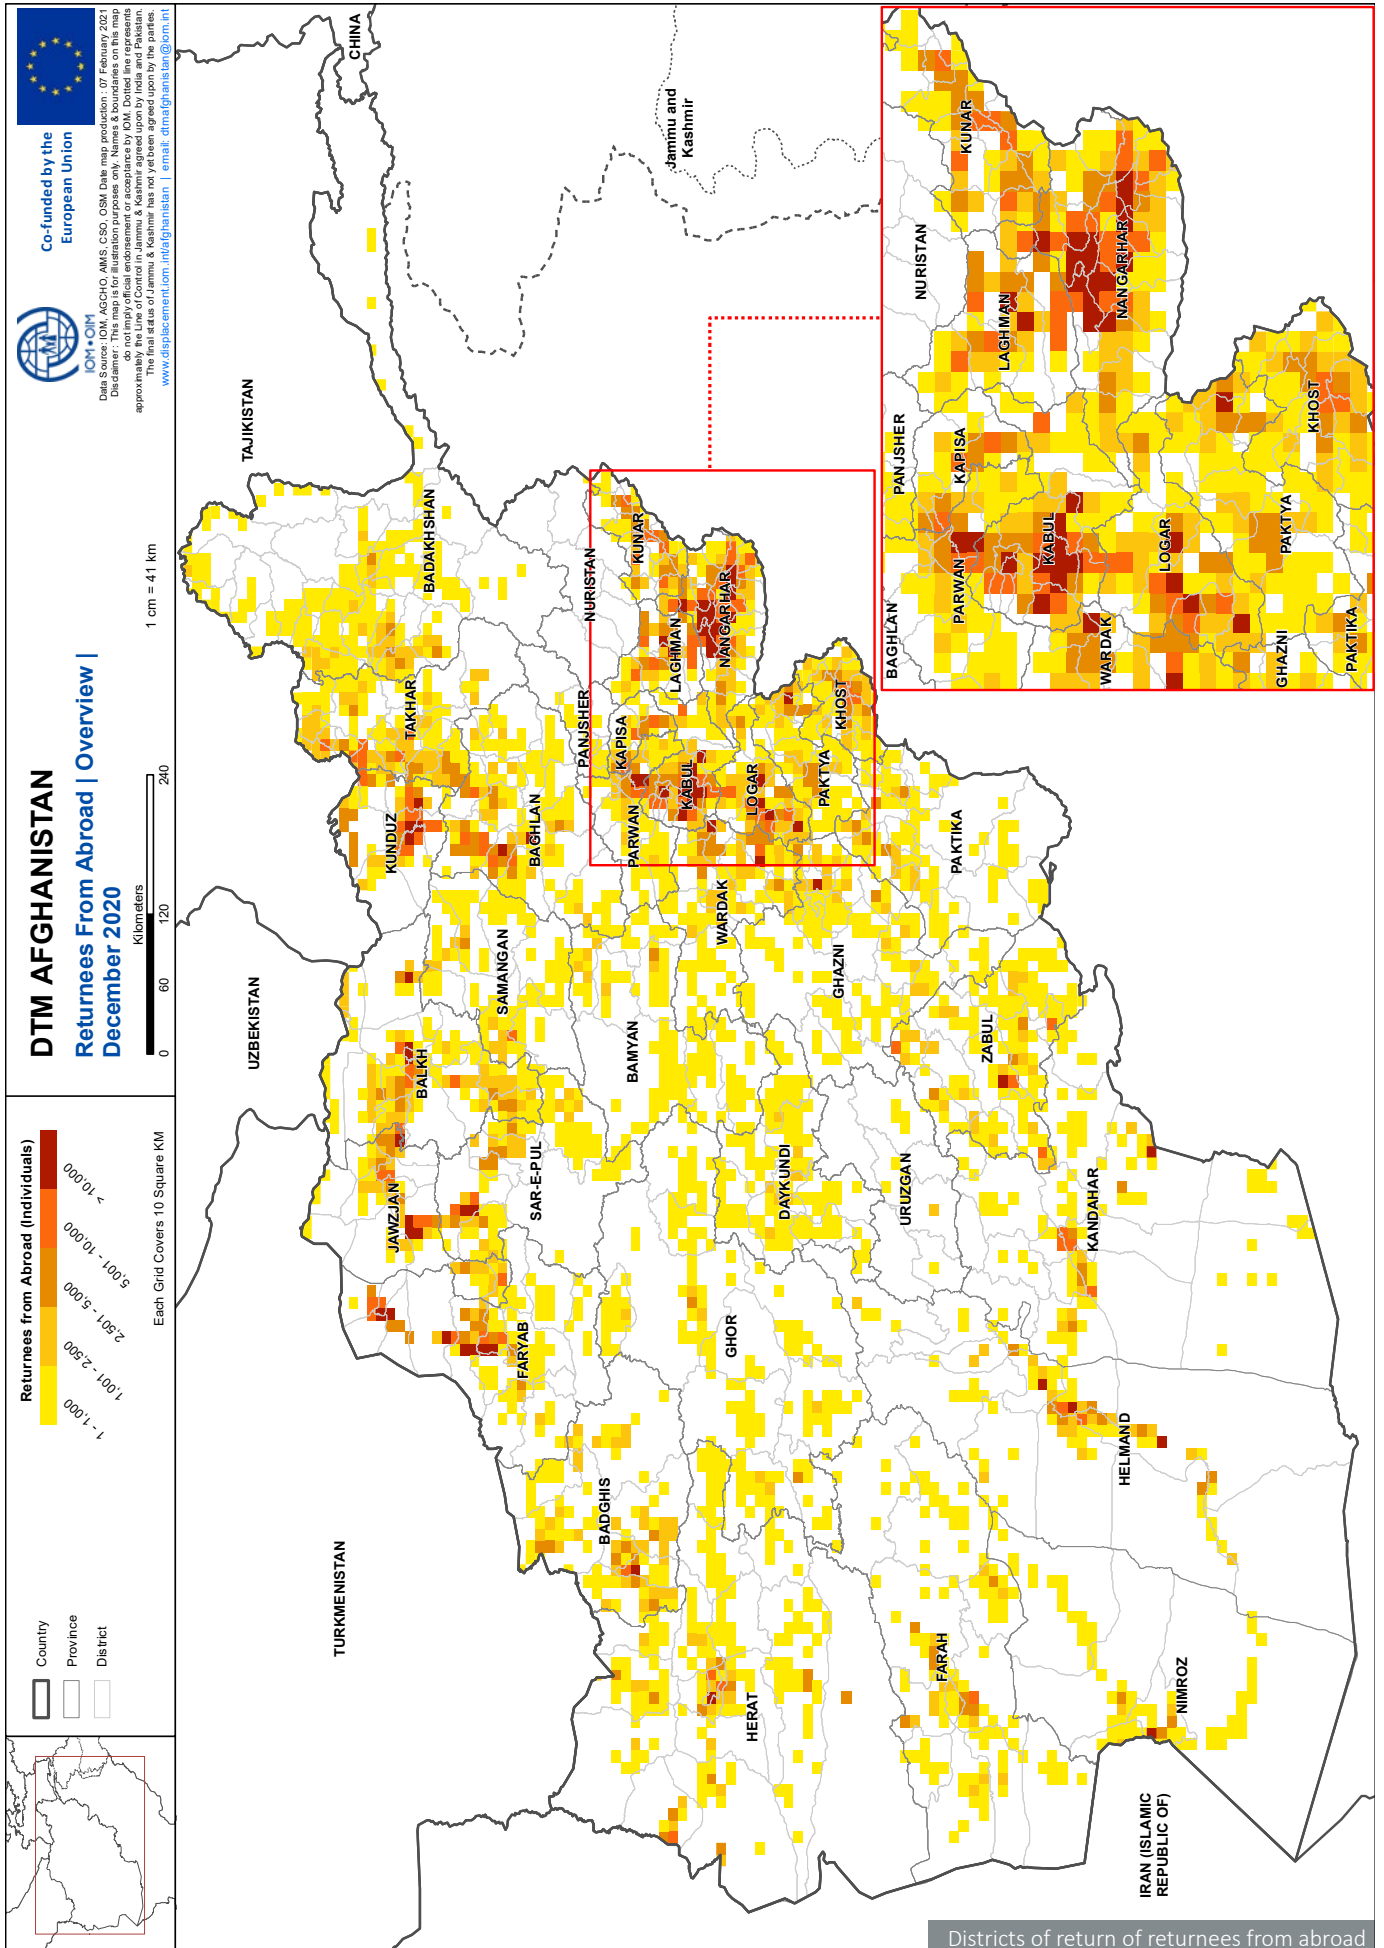 DTM AFGHANISTAN
Returnees From Abroad | Overview |
December 2020
Country
Province
District
Returnees from Abroad (Individuals)
1 - 1,000
1,001 - 2,500
2,501 - 5,000
5,001 - 10,000
> 10,000
Each Grid Covers 10 Square KM
Kilometers
0
60
120
240
1 cm = 41 km
IOM • OIM
Co-funded by the
European Union
Data Source: IOM, AGCHO, AIMS, CSO, OSM Date map production : 07 February 2021
Disclaimer: This map is for illustration purposes only. Names & boundaries on this map
do not imply official endorsement or acceptance by IOM. Dotted line represents
approximately the Line of Control in Jammu & Kashmir agreed upon by India and Pakistan.
The final status of Jammu & Kashmir has not yet been agreed upon by the parties.
www.displacement.iom.int/afghanistan | email: dtmafghanistan@iom.int
UZBEKISTAN
TAJIKISTAN
CHINA
TURKMENISTAN
Jammu and
Kashmir
IRAN (ISLAMIC
REPUBLIC OF)
JAWZJAN
BALKH
KUNDUZ
TAKHAR
BADAKHSHAN
FARYAB
SAR-E-PUL
SAMANGAN
BAGHLAN
PANJSHER
NURISTAN
BADGHIS
BAMYAN
PARWAN
KAPISA
KUNAR
LAGHMAN
KABUL
NANGARHAR
HERAT
GHOR
DAYKUNDI
WARDAK
LOGAR
GHAZNI
PAKTYA
KHOST
FARAH
URUZGAN
ZABUL
PAKTIKA
NIMROZ
HELMAND
KANDAHAR
BAGHLAN
PANJSHER
NURISTAN
PARWAN
KAPISA
KUNAR
LAGHMAN
KABUL
WARDAK
NANGARHAR
LOGAR
GHAZNI
PAKTYA
KHOST
PAKTIKA
Districts of return of returnees from abroad